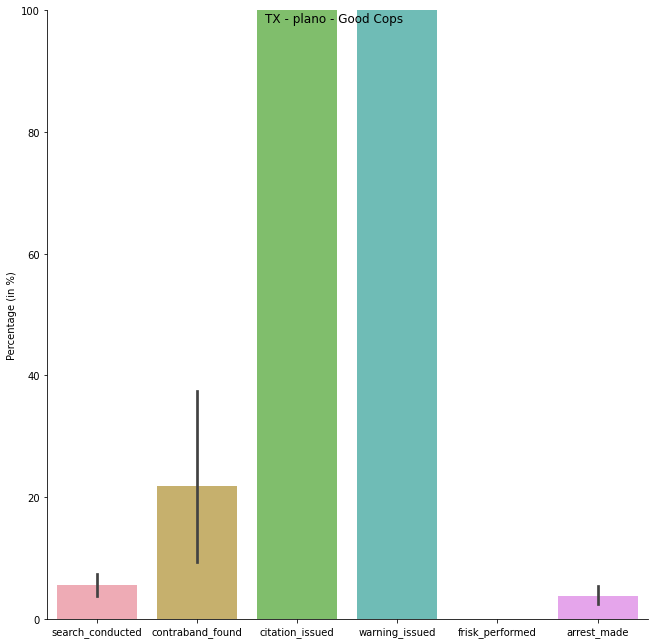 TX - plano - Good Cops
100
80
60
40
20
0
Percentage (in %)
search_conducted
contraband_found
citation_issued
warning_issued
frisk_performed
arrest_made